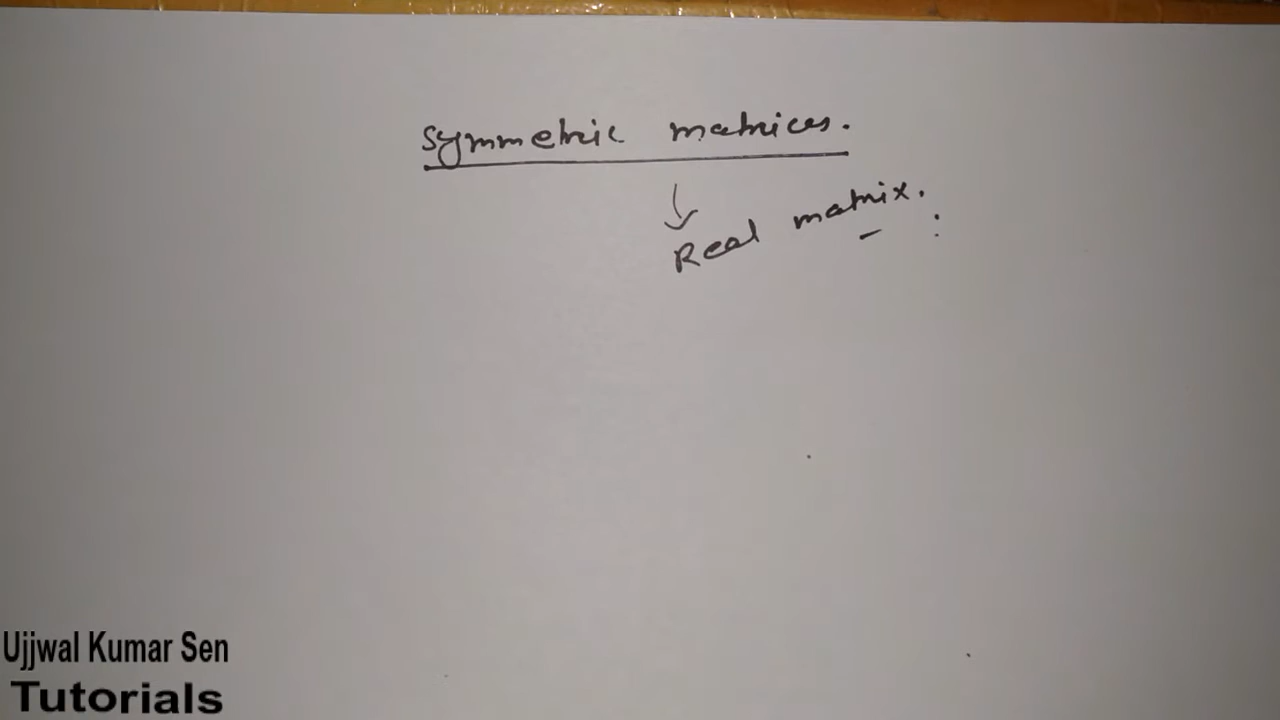 Symmetric matrices.
Real matrix.
Ujjwal Kumar Sen
Tutorials